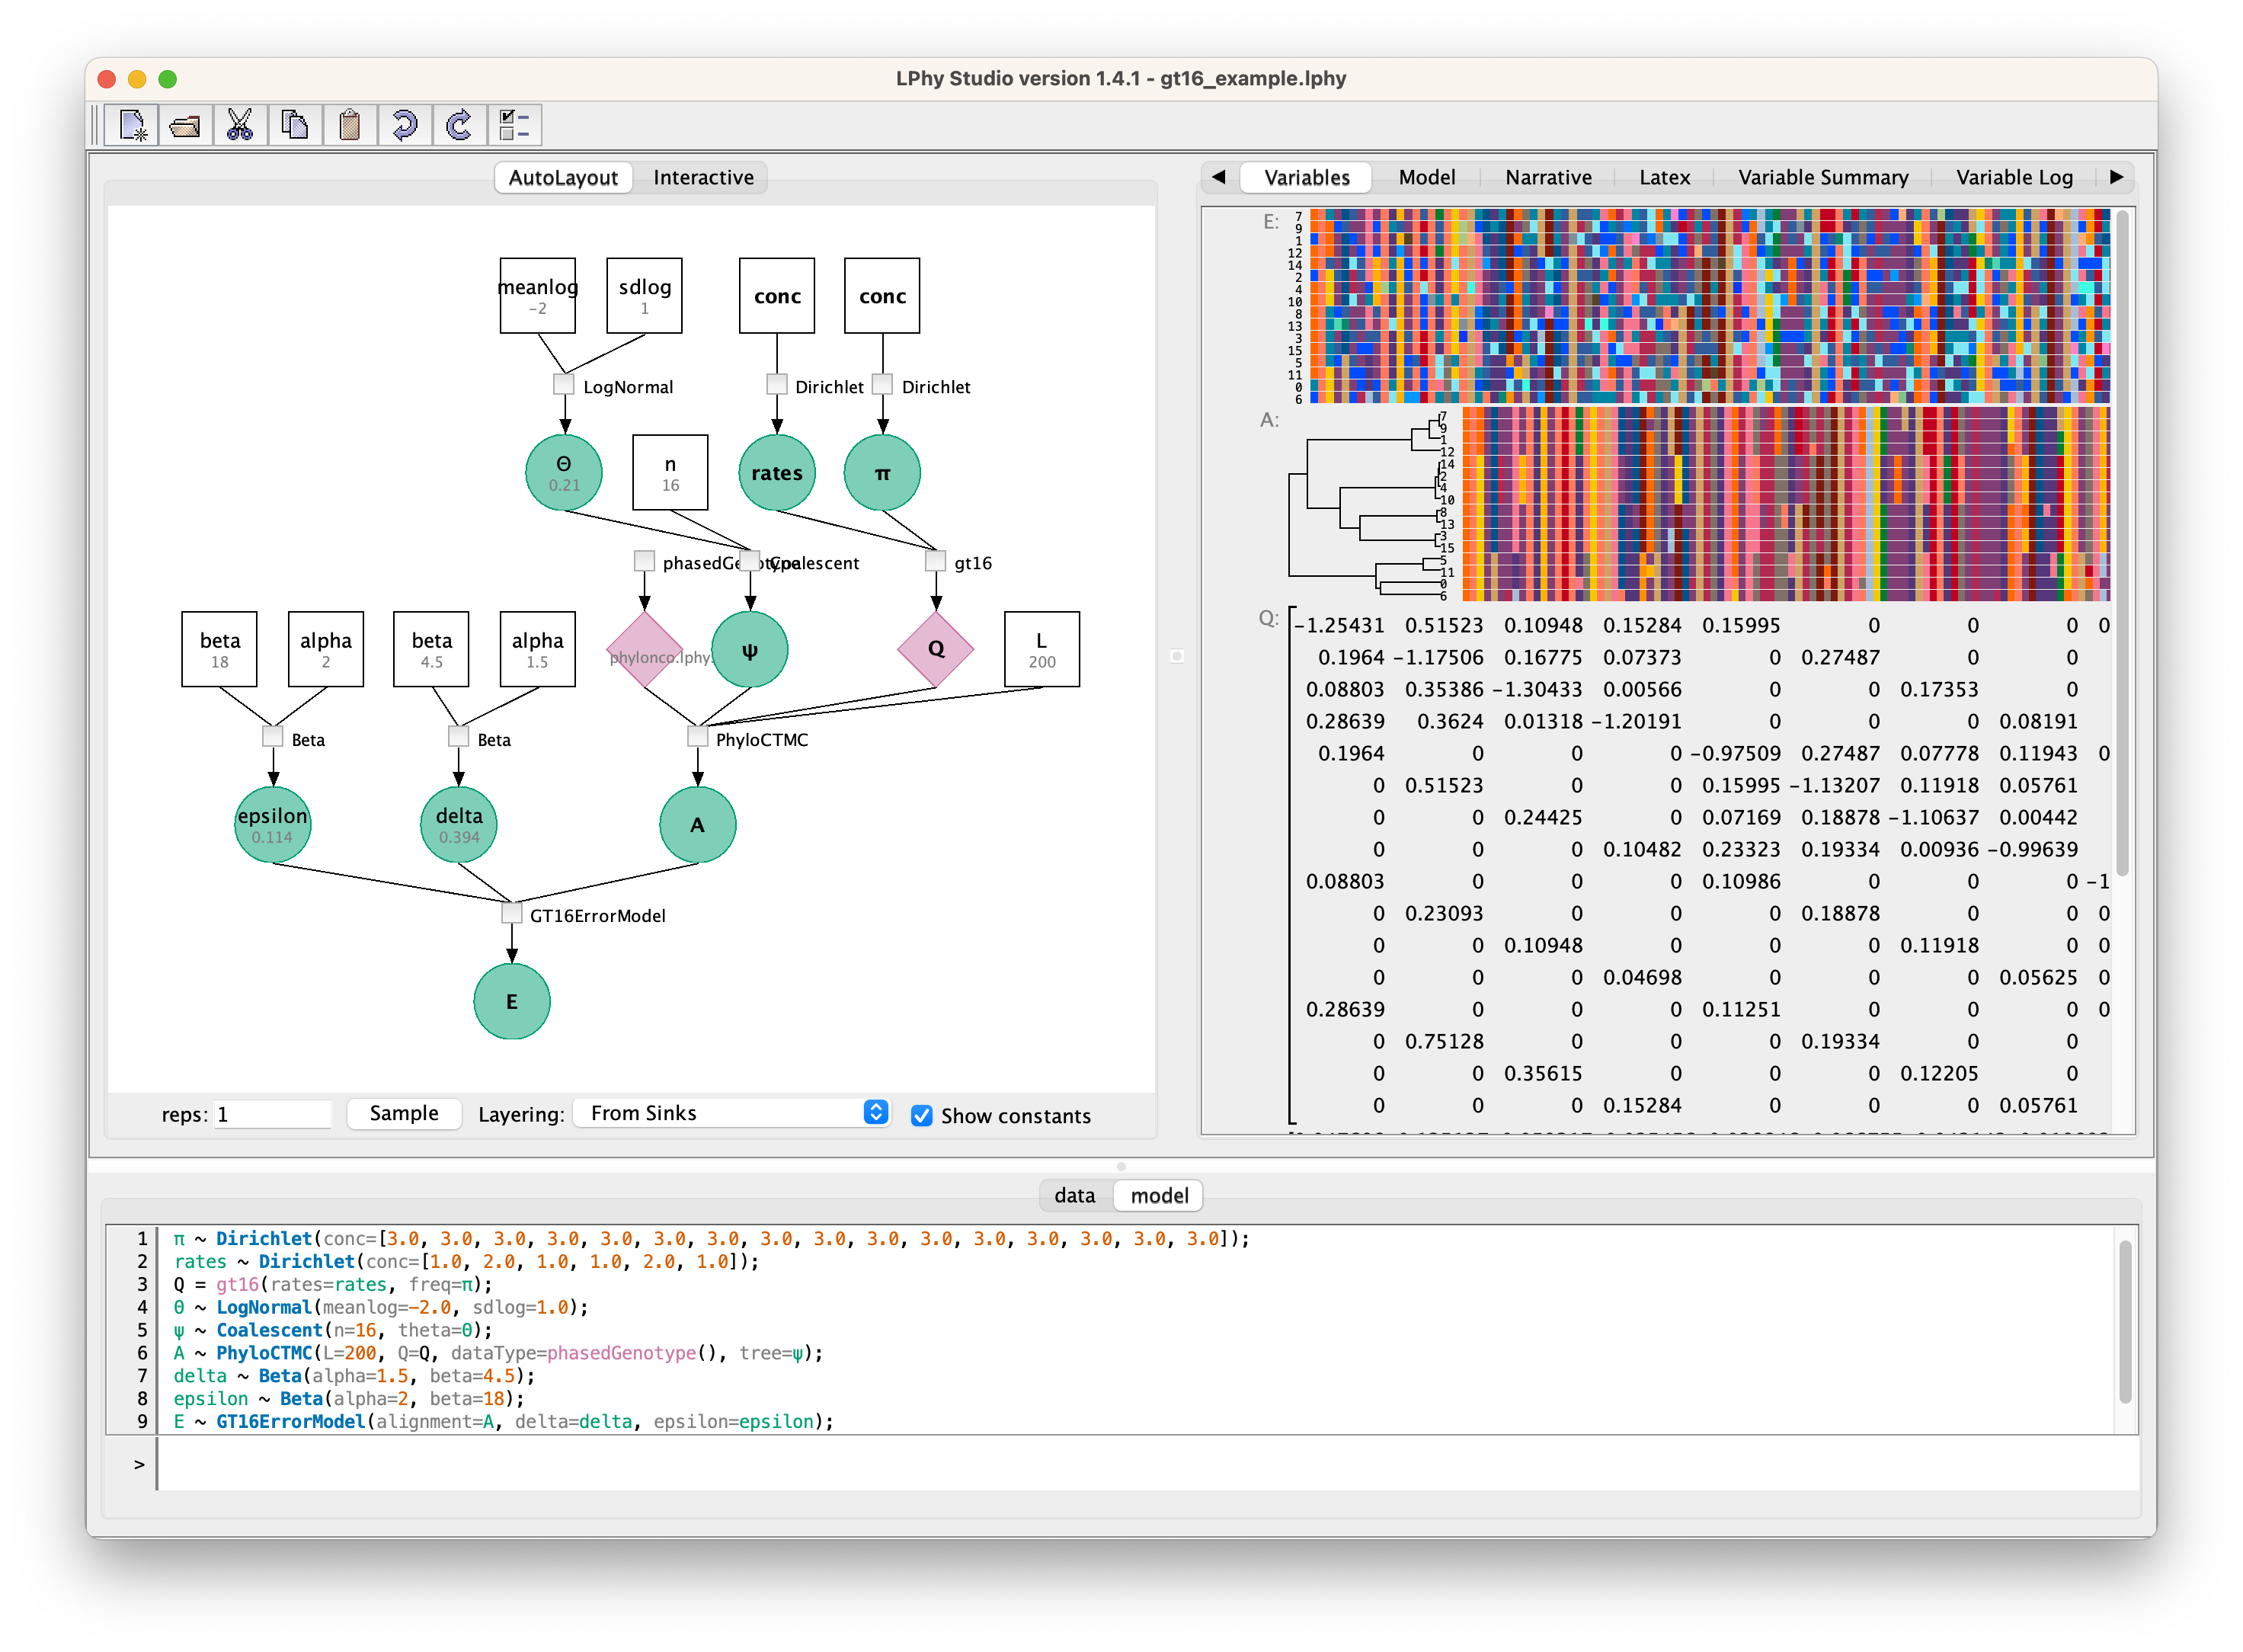 LPhy Studio version 1.4.1 - gt16_example.lphy
AutoLayout Interactive
meanlog
-2
sdlog
1
conc
conc
LogNormal
Dirichlet
Dirichlet
Θ
0.21
n
16
rates
π
Coalescent
gt16
beta
18
alpha
2
beta
4.5
alpha
1.5
phylonco.lphy.
ψ
Q
L
200
Beta
Beta
PhyloCTMC
epsilon
0.114
delta
0.394
A
GT16ErrorModel
E
reps: 1 Sample Layering: From Sinks Show constants
Variables Model Narrative Latex Variable Summary Variable Log
E:
7
9
1
12
14
2
4
10
8
13
3
15
5
11
0
6
A:
7
9
1
12
14
2
4
10
8
13
3
15
5
11
0
6
Q:
-1.25431 0.51523 0.10948 0.15284 0.15995 0 0 0 0
0.1964 -1.17506 0.16775 0.07373 0 0.27487 0 0
0.08803 0.35386 -1.30433 0.00566 0 0 0.17353 0
0.28639 0.3624 0.01318 -1.20191 0 0 0 0.08191
0.1964 0 0 0 -0.97509 0.27487 0.07778 0.11943 0
0 0.51523 0 0 0.15995 -1.13207 0.11918 0.05761
0 0 0.24425 0 0.07169 0.18878 -1.10637 0.00442
0 0 0 0.10482 0.23323 0.19334 0.00936 -0.99639
0.08803 0 0 0 0.10986 0 0 0 -1
0 0.23093 0 0 0 0.18878 0 0 0
0 0 0.10948 0 0 0 0.11918 0 0
0 0 0 0.04698 0 0 0 0.05625 0
0.28639 0 0 0 0.11251 0 0 0 0
0 0.75128 0 0 0 0.19334 0 0
0 0 0.35615 0 0 0 0.12205 0
0 0 0 0.15284 0 0 0 0.05761
data model
1 π ~ Dirichlet(conc=[3.0, 3.0, 3.0, 3.0, 3.0, 3.0, 3.0, 3.0, 3.0, 3.0, 3.0, 3.0, 3.0, 3.0, 3.0, 3.0]);
2 rates ~ Dirichlet(conc=[1.0, 2.0, 1.0, 1.0, 2.0, 1.0]);
3 Q = gt16(rates=rates, freq=π);
4 Θ ~ LogNormal(meanlog=-2.0, sdlog=1.0);
5 ψ ~ Coalescent(n=16, theta=Θ);
6 A ~ PhyloCTMC(L=200, Q=Q, dataType=phasedGenotype(), tree=ψ);
7 delta ~ Beta(alpha=1.5, beta=4.5);
8 epsilon ~ Beta(alpha=2, beta=18);
9 E ~ GT16ErrorModel(alignment=A, delta=delta, epsilon=epsilon);
>